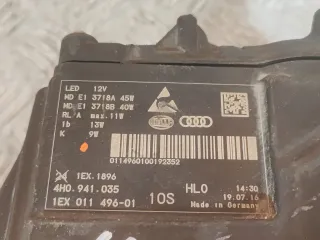 LED 12V
MD E1 3718A 45W
MD E1 3718B 40W
RL A max.11W
lb 13W
K 9W
HELLA
0114960100192352
1EX.1896
4H0.941.035
1EX 011 496-01
10S
HL0
14:30
19.07.16
Made in Germany